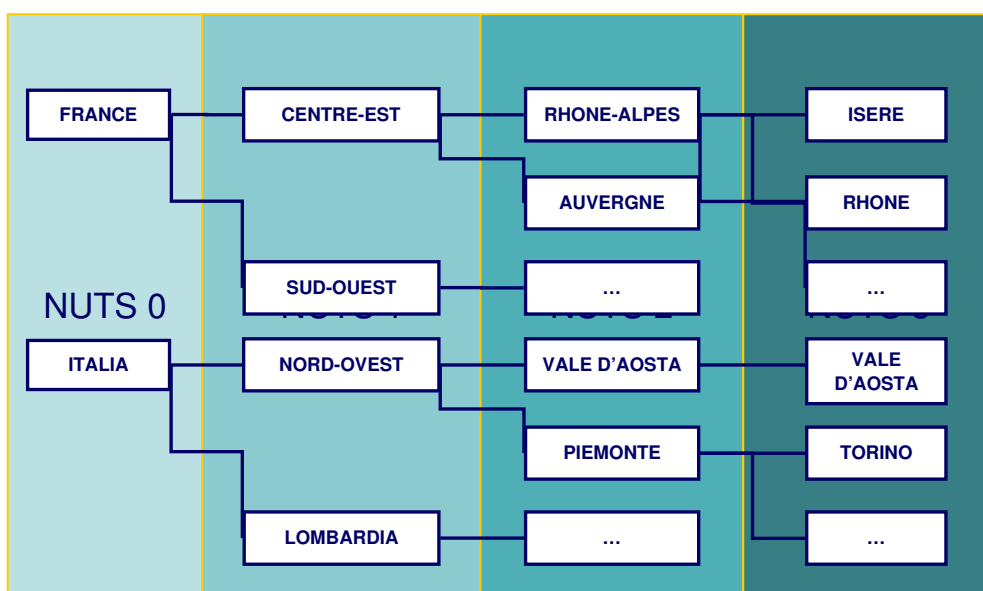 FRANCE
CENTRE-EST
RHONE-ALPES
ISERE
AUVERGNE
RHONE
SUD-OUEST
...
...
NUTS 0
ITALIA
NORD-OVEST
VALE D'AOSTA
VALE
D'AOSTA
PIEMONTE
TORINO
LOMBARDIA
...
...